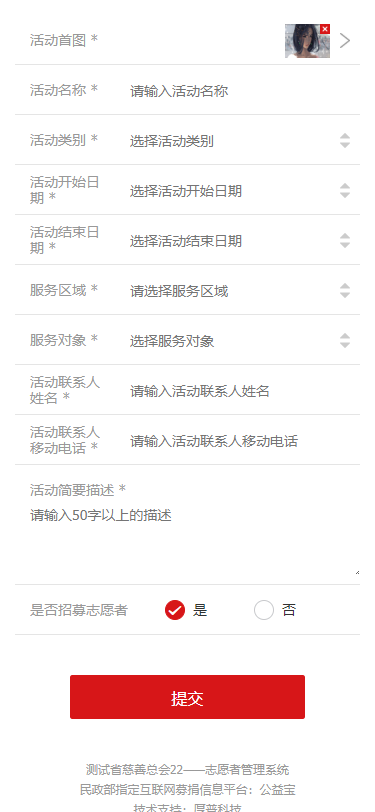 活动首图 *
活动名称 * 请输入活动名称
活动类别 * 选择活动类别
活动开始日
期 * 选择活动开始日期
活动结束日
期 * 选择活动结束日期
服务区域 * 请选择服务区域
服务对象 * 选择服务对象
活动联系人
姓名 * 请输入活动联系人姓名
活动联系人
移动电话 * 请输入活动联系人移动电话
活动简要描述 *
请输入50字以上的描述
是否招募志愿者 是 否
提交
测试省慈善总会22——志愿者管理系统
民政部指定互联网募捐信息平台：公益宝
技术支持：厚普科技